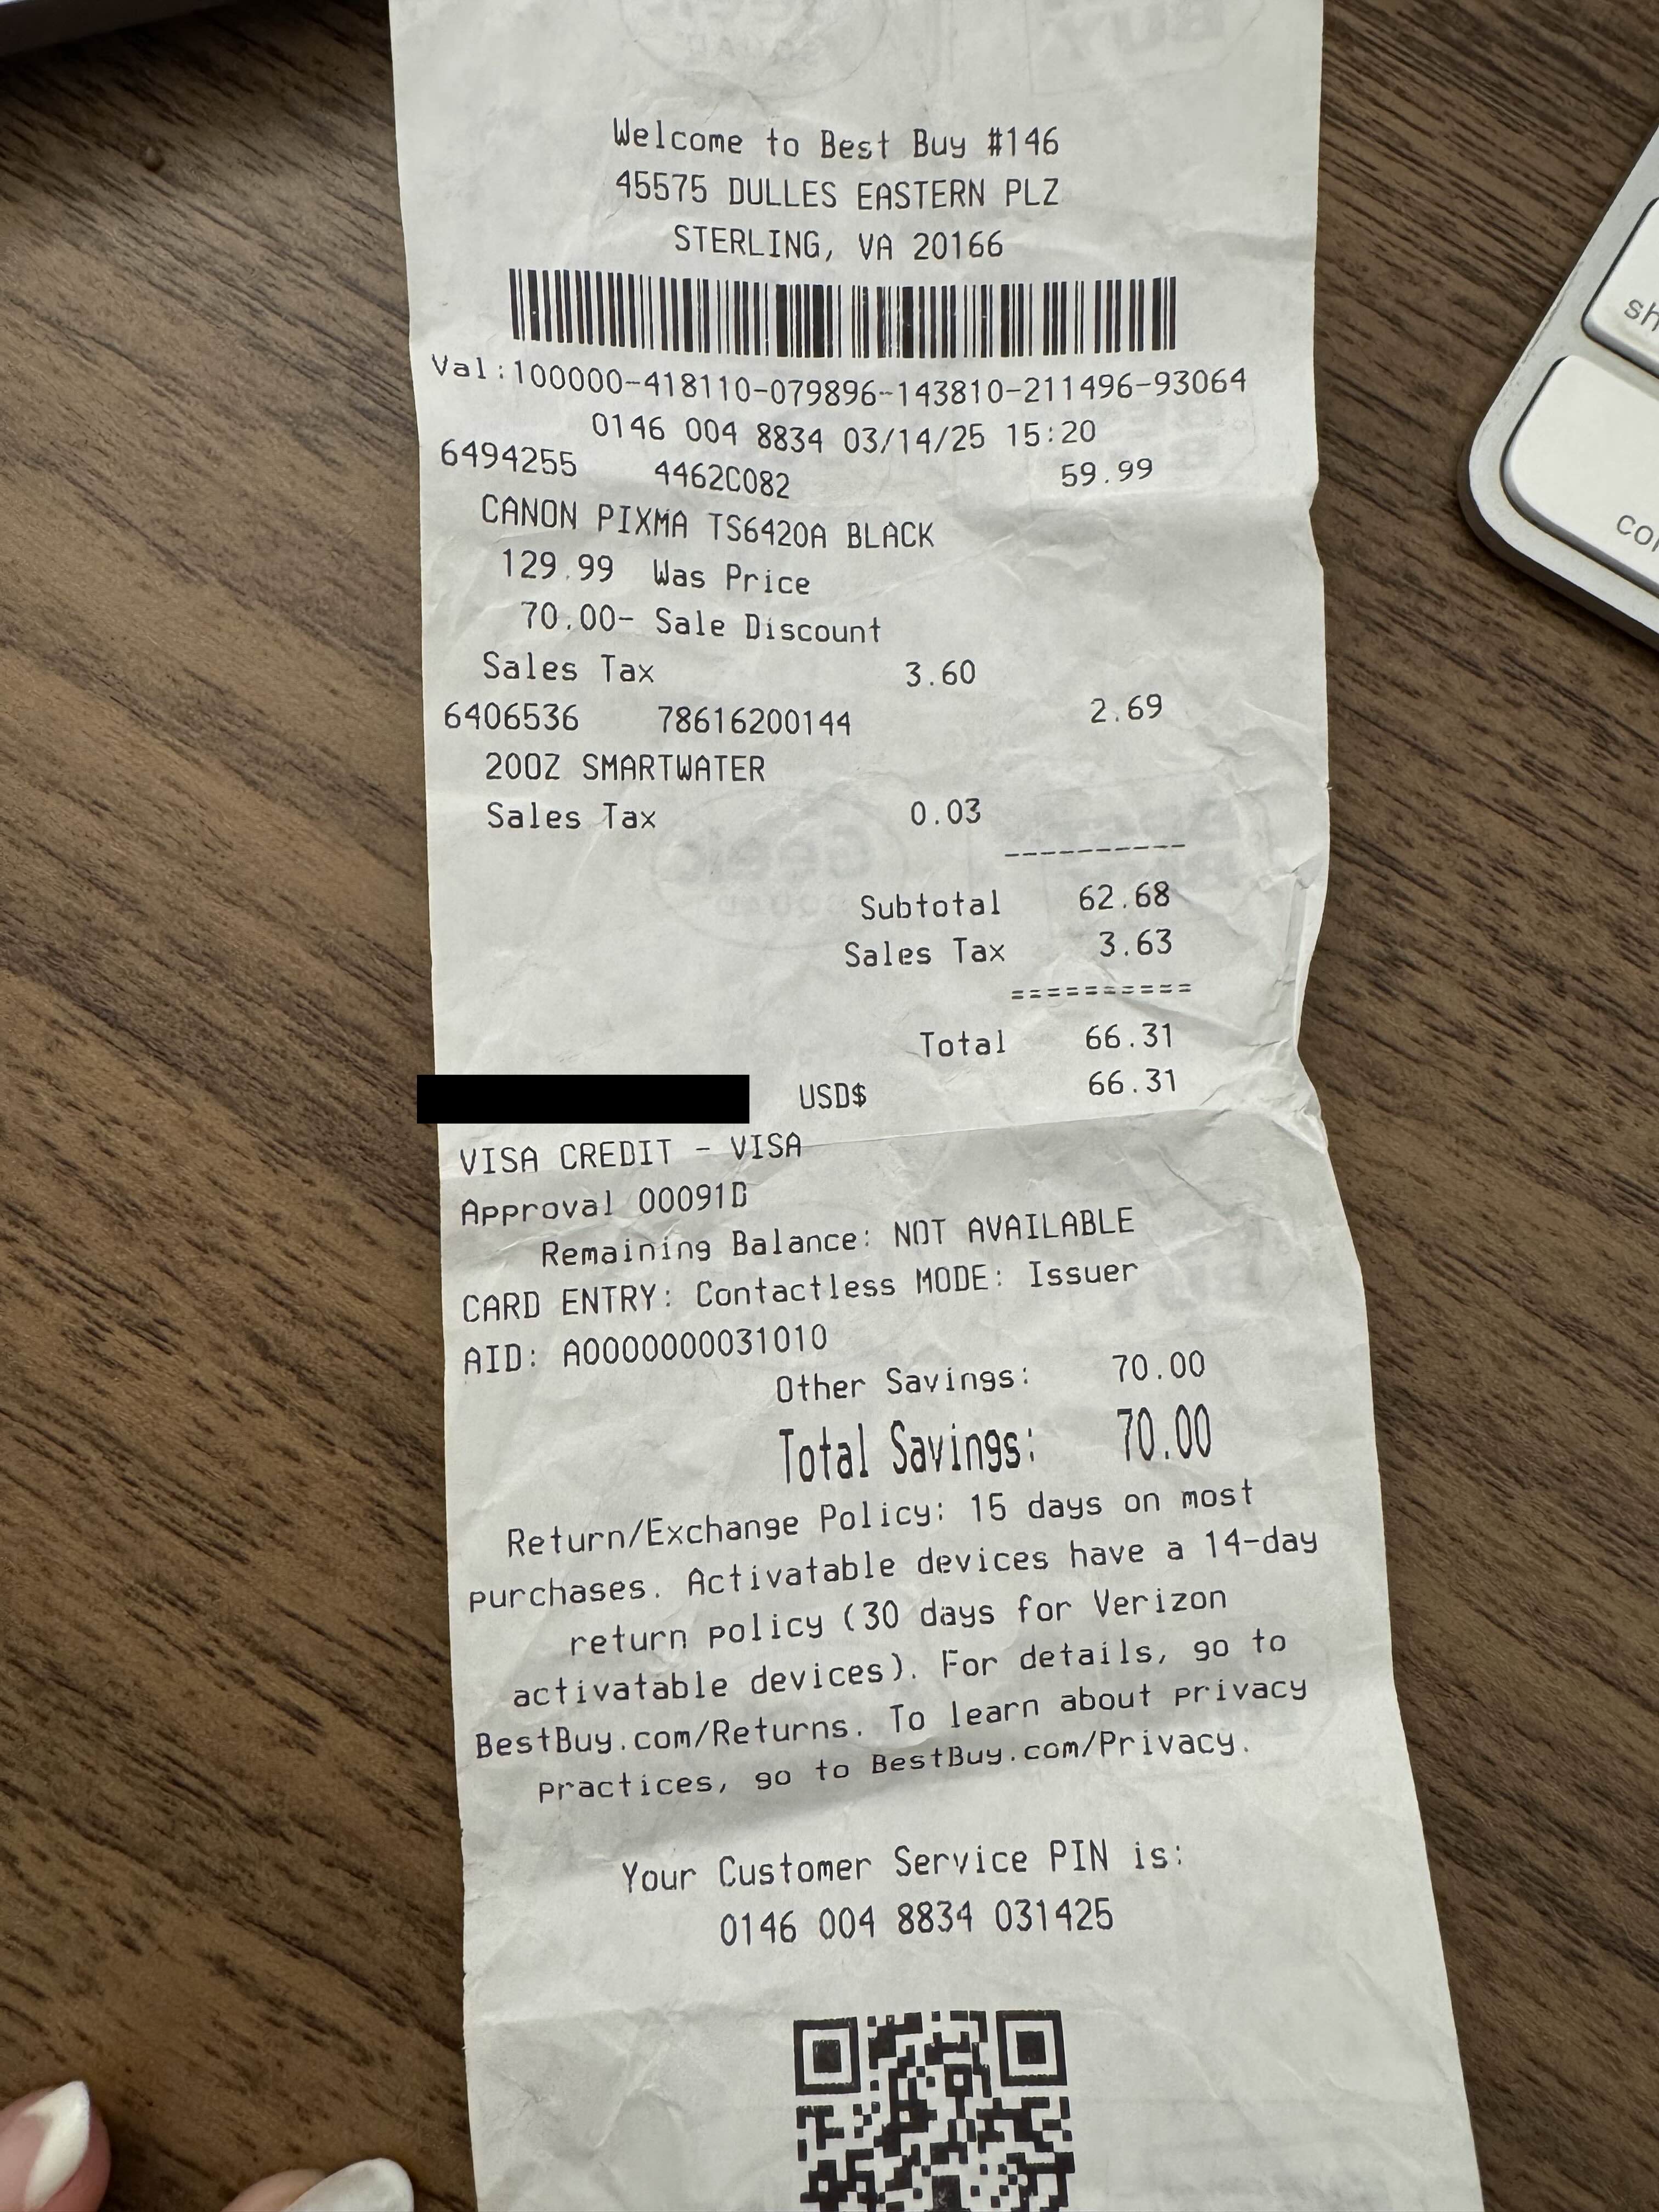 Welcome to Best Buy #146
45575 DULLES EASTERN PLZ
STERLING, VA 20166
Val:100000-418110-079896-143810-211496-93064
0146 004 8834 03/14/25 15:20
6494255 4462C082 59.99
CANON PIXMA TS6420A BLACK
129.99 Was Price
70.00- Sale Discount
Sales Tax 3.60
6406536 78616200144 2.69
20OZ SMARTWATER
Sales Tax 0.03
----------
Subtotal 62.68
Sales Tax 3.63
==========
Total 66.31
USD$ 66.31
VISA CREDIT - VISA
Approval 00091D
Remaining Balance: NOT AVAILABLE
CARD ENTRY: Contactless MODE: Issuer
AID: A0000000031010
Other Savings: 70.00
Total Savings: 70.00
Return/Exchange Policy: 15 days on most
purchases. Activatable devices have a 14-day
return policy (30 days for Verizon
activatable devices). For details, go to
BestBuy.com/Returns. To learn about privacy
practices, go to BestBuy.com/Privacy.
Your Customer Service PIN is:
0146 004 8834 031425
sh
co